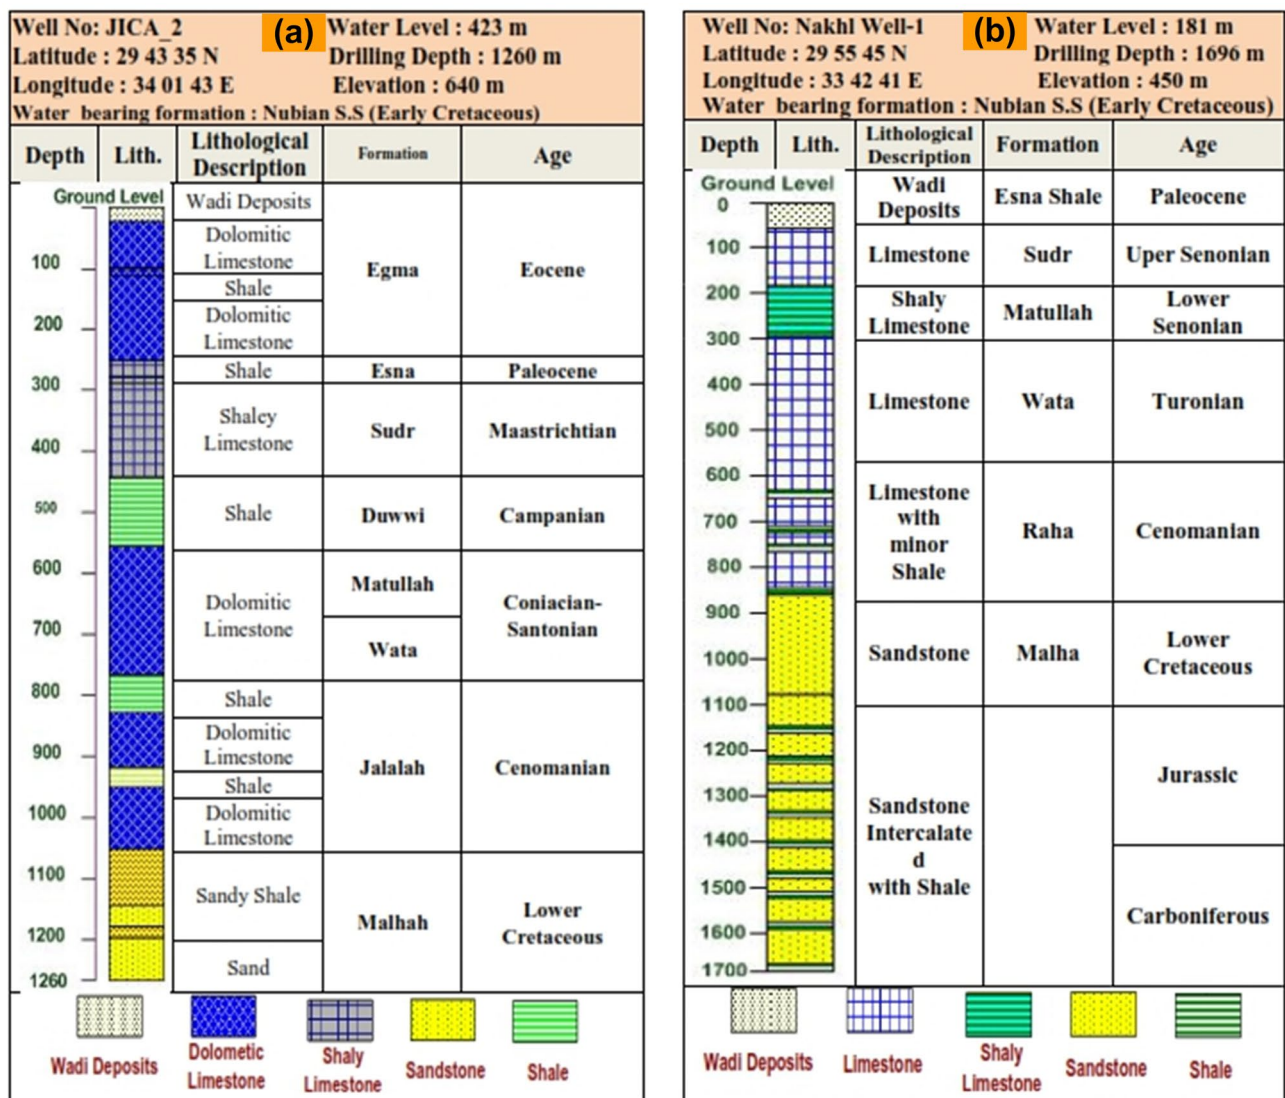 Well No: JICA_2 (a) Water Level : 423 m
Latitude : 29 43 35 N Drilling Depth : 1260 m
Longitude : 34 01 43 E Elevation : 640 m
Water bearing formation : Nubian S.S (Early Cretaceous)
Depth Lith. Lithological Formation Age
Description
Ground Level
Wadi Deposits
Dolomitic
Limestone
100 Egma Eocene
Shale
200 Dolomitic
Limestone
300 Shale Esna Paleocene
Shaley
Limestone Sudr Maastrichtian
400
500 Shale Duwwi Campanian
600 Matullah
Dolomitic Coniacian-
Limestone Santonian
700 Wata
800 Shale
Dolomitic
Limestone
900 Jalalah Cenomanian
Shale
1000 Dolomitic
Limestone
1100 Sandy Shale
Malhah Lower
Cretaceous
1200
1260 Sand
Wadi Deposits
Dolometic
Limestone
Shaly
Limestone
Sandstone
Shale
Well No: Nakhl Well-1 (b) Water Level : 181 m
Latitude : 29 55 45 N Drilling Depth : 1696 m
Longitude : 33 42 41 E Elevation : 450 m
Water bearing formation : Nubian S.S (Early Cretaceous)
Depth Lith. Lithological Formation Age
Description
Ground Level
0 Wadi
Deposits Esna Shale Paleocene
100 Limestone Sudr Uper Senonian
200 Shaly
Limestone Matullah Lower
Senonian
300
400 Limestone Wata Turonian
500
600 Limestone
with
700 minor
Shale Raha Cenomanian
800
900
1000 Sandstone Malha Lower
Cretaceous
1100
1200 Jurassic
1300 Sandstone
Intercalate
d
with Shale
1400
1500 Carboniferous
1600
1700
Wadi Deposits
Limestone
Shaly
Limestone
Sandstone
Shale